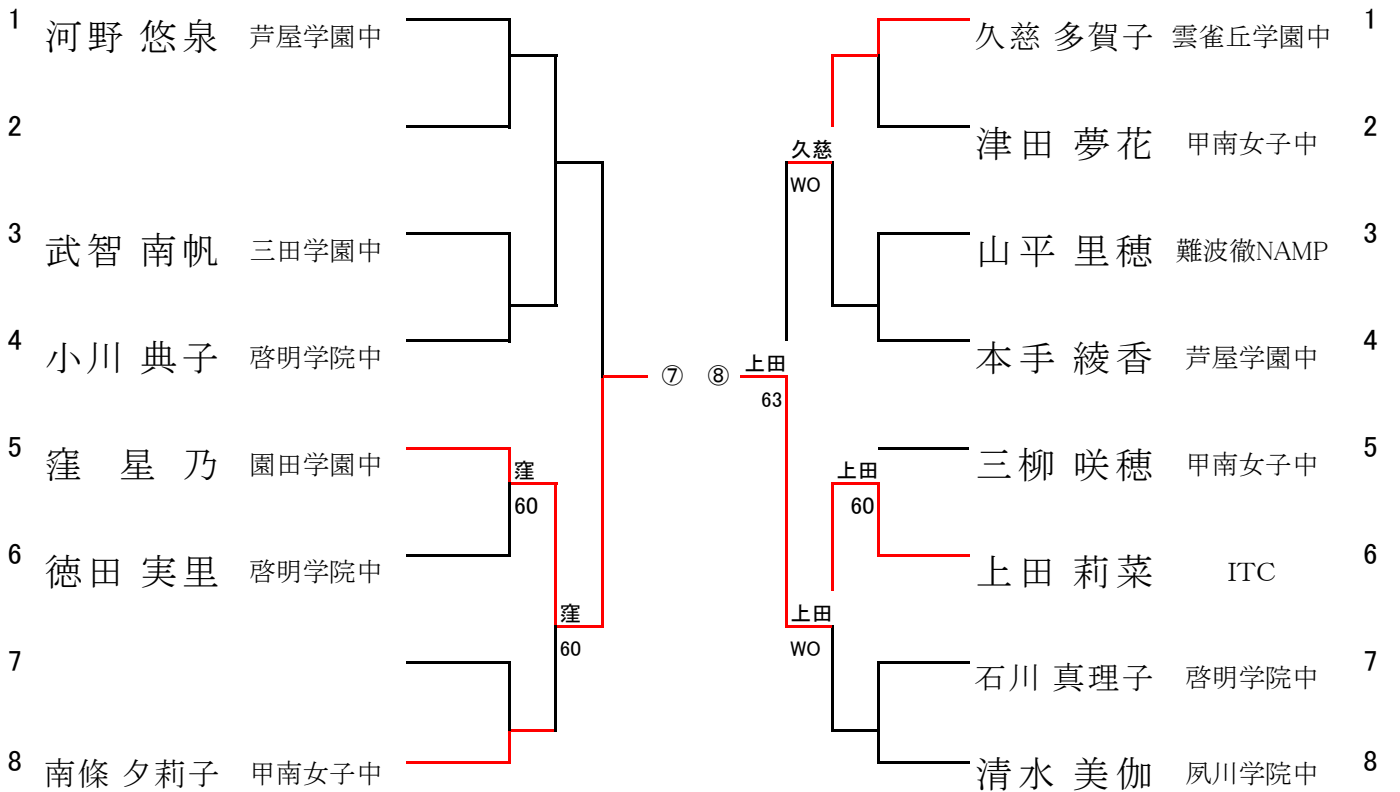 1 河野 悠泉 芦屋学園中
2
3 武智 南帆 三田学園中
4 小川 典子 啓明学院中
5 窪 星 乃 園田学園中
窪
60
6 徳田 実里 啓明学院中
窪
60
7
8 南條 夕莉子 甲南女子中
⑦ ⑧
久慈 多賀子 雲雀丘学園中 1
津田 夢花 甲南女子中 2
久慈
WO
山平 里穂 難波徹NAMP 3
本手 綾香 芦屋学園中 4
上田
63
三柳 咲穂 甲南女子中 5
上田
60
上田 莉菜 ITC 6
上田
WO
石川 真理子 啓明学院中 7
清水 美伽 夙川学院中 8